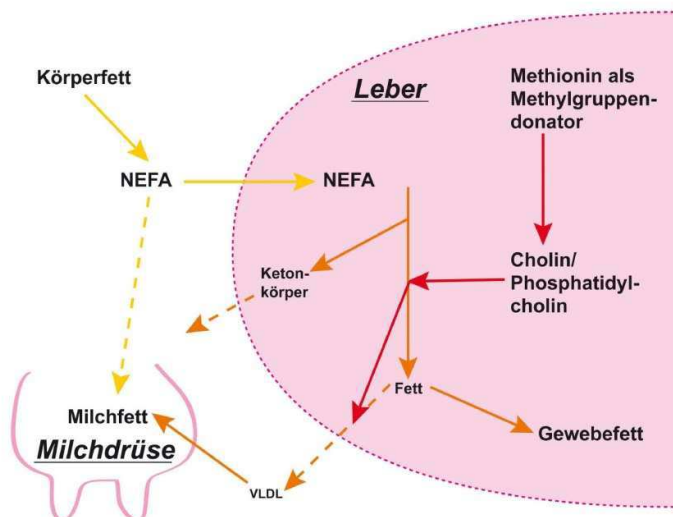 Körperfett
Leber
Methionin als
Methylgruppen-
donator
NEFA
NEFA
Keton-
körper
Cholin/
Phosphatidyl-
cholin
Fett
Milchfett
Milchdrüse
Gewebefett
VLDL